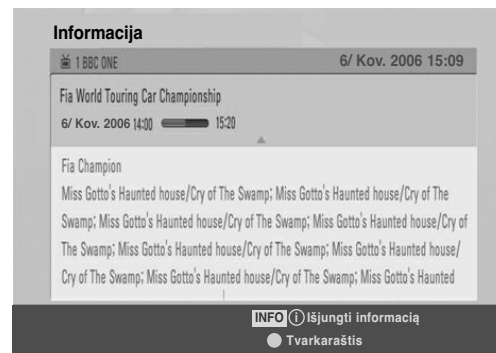 Informacija
1 BBC ONE 6/ Kov. 2006 15:09
Fia World Touring Car Championship
6/ Kov. 2006 14:00 15:20
Fia Champion
Miss Gotto's Haunted house/Cry of The Swamp; Miss Gotto's Haunted house/Cry of The
Swamp; Miss Gotto's Haunted house/Cry of The Swamp; Miss Gotto's Haunted house/Cry of
The Swamp; Miss Gotto's Haunted house/Cry of The Swamp; Miss Gotto's Haunted house/
Cry of The Swamp; Miss Gotto's Haunted house/Cry of The Swamp; Miss Gotto's Haunted
INFO i Išjungti informacią
Tvarkaraštis